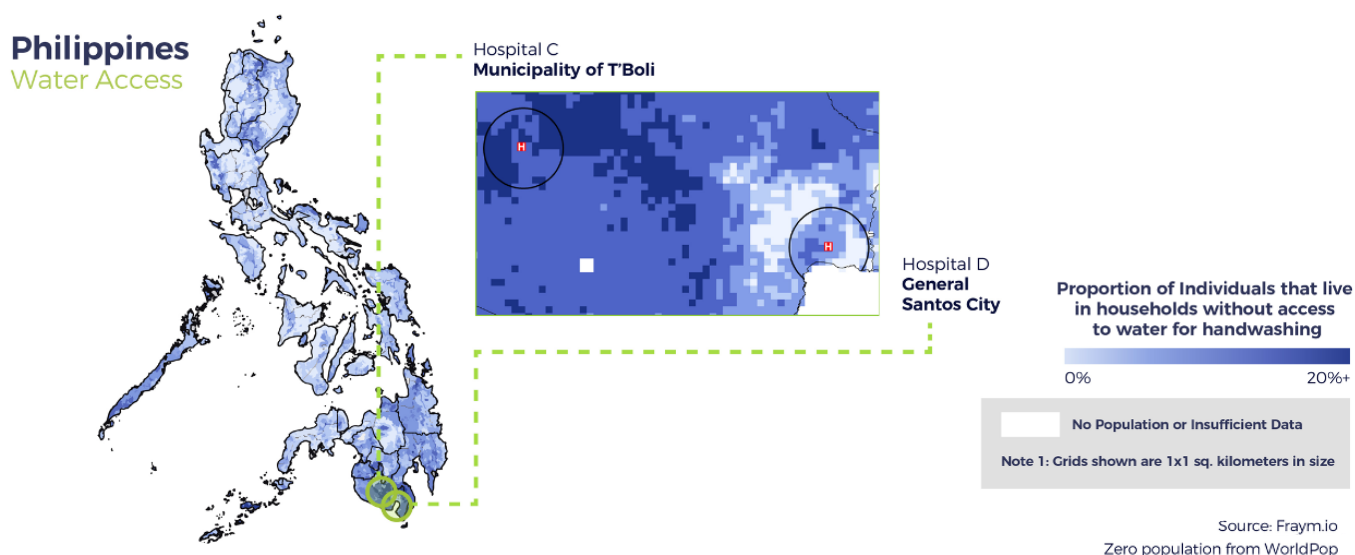 Philippines
Water Access
Hospital C
Municipality of T'Boli
H
H
Hospital D
General
Santos City
Proportion of Individuals that live
in households without access
to water for handwashing
0%
20%+
No Population or Insufficient Data
Note 1: Grids shown are 1x1 sq. kilometers in size
Source: Fraym.io
Zero population from WorldPop